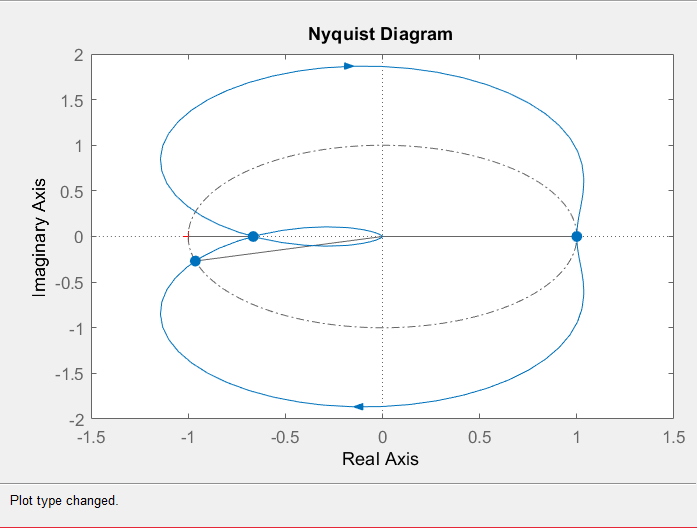 Nyquist Diagram
2
1.5
1
0.5
0
-0.5
-1
-1.5
-2
Imaginary Axis
-1.5 -1 -0.5 0 0.5 1 1.5
Real Axis
Plot type changed.